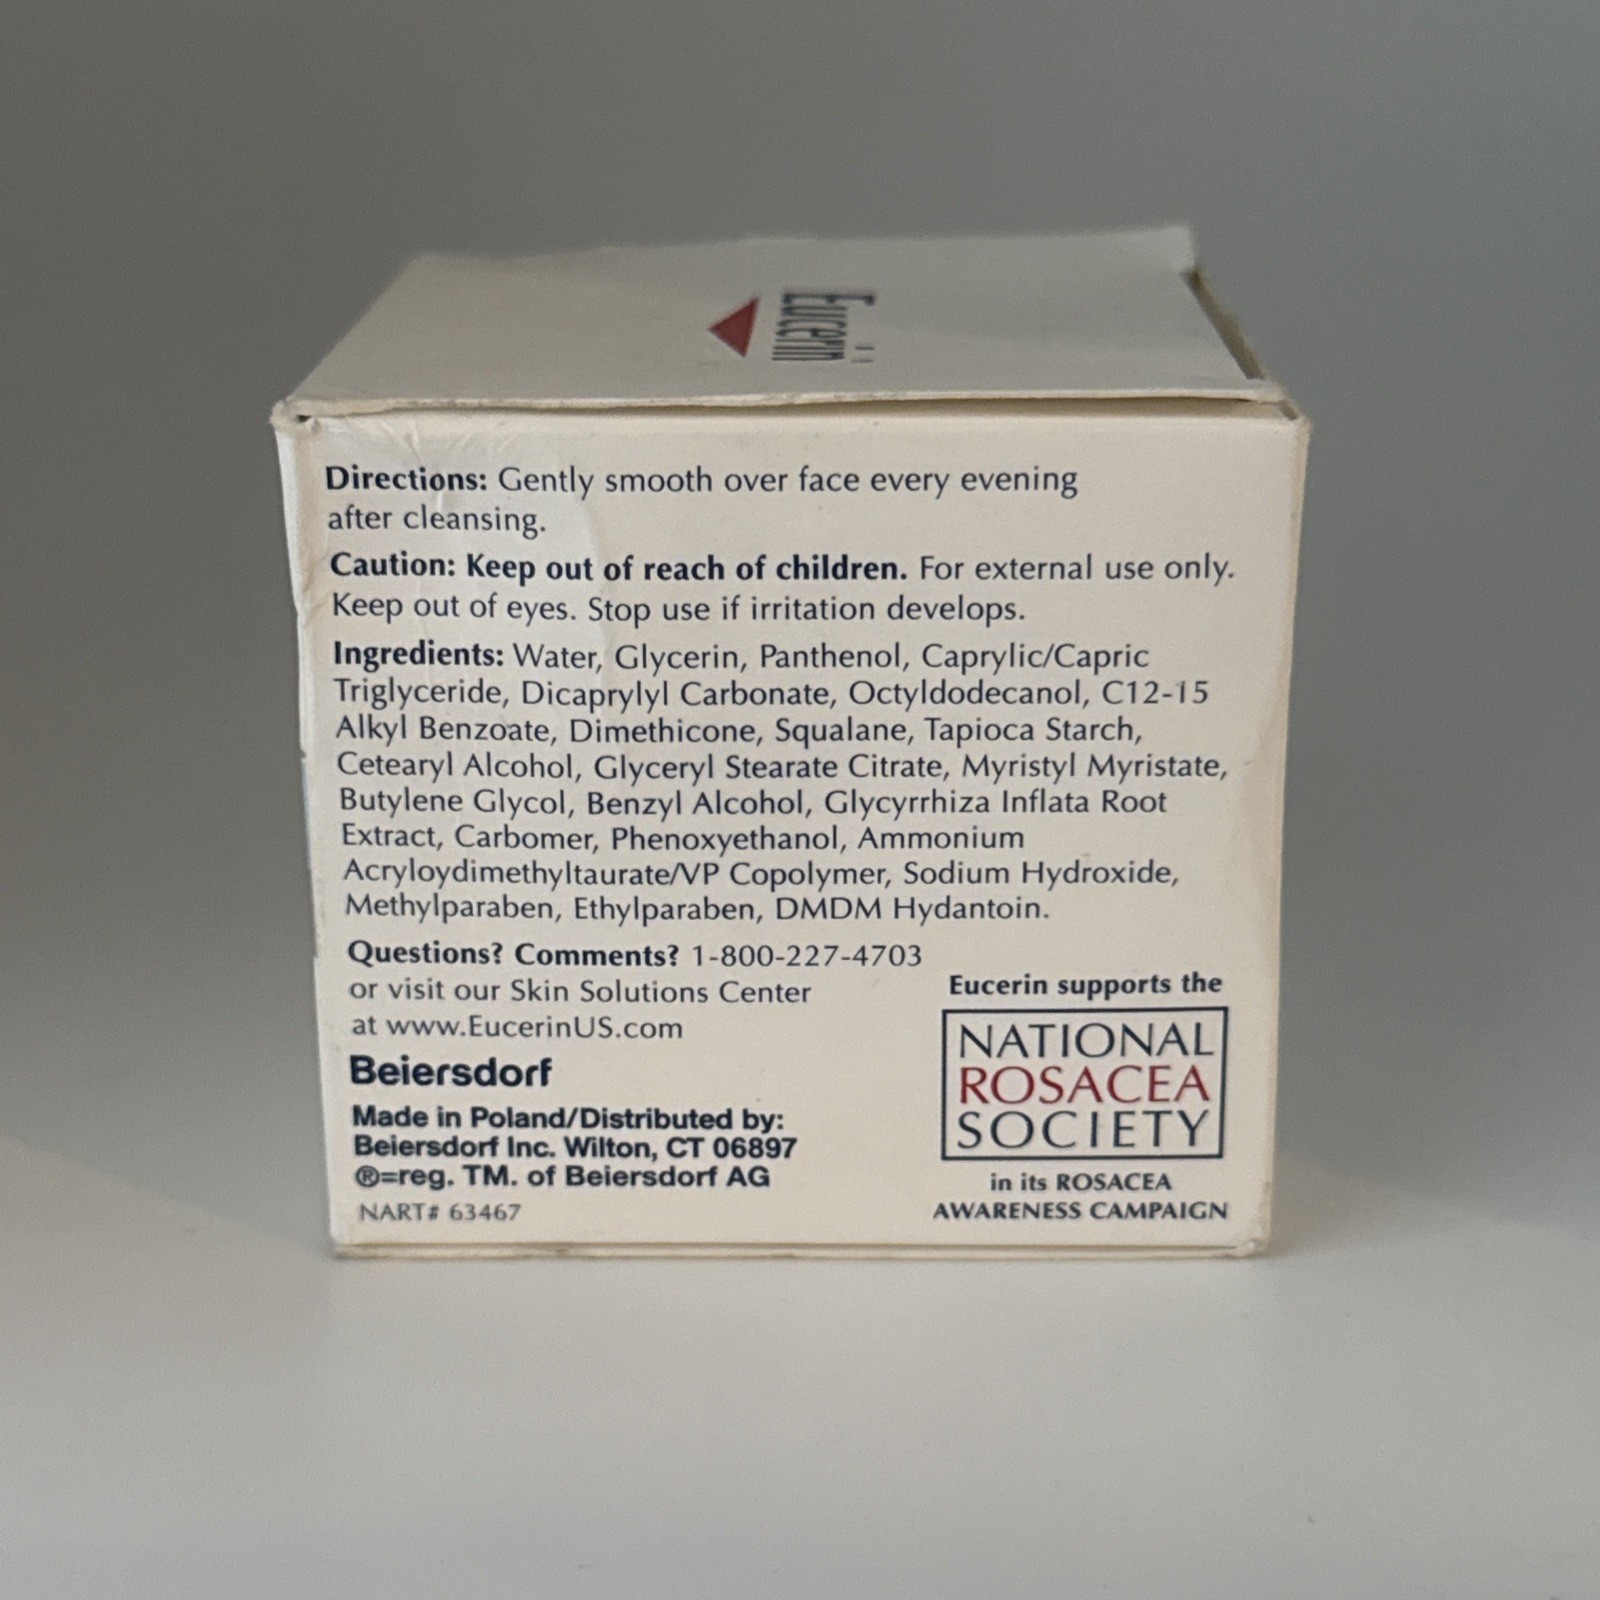 Eucerin
Directions: Gently smooth over face every evening
after cleansing.
Caution: Keep out of reach of children. For external use only.
Keep out of eyes. Stop use if irritation develops.
Ingredients: Water, Glycerin, Panthenol, Caprylic/Capric
Triglyceride, Dicaprylyl Carbonate, Octyldodecanol, C12-15
Alkyl Benzoate, Dimethicone, Squalane, Tapioca Starch,
Cetearyl Alcohol, Glyceryl Stearate Citrate, Myristyl Myristate,
Butylene Glycol, Benzyl Alcohol, Glycyrrhiza Inflata Root
Extract, Carbomer, Phenoxyethanol, Ammonium
Acryloydimethyltaurate/VP Copolymer, Sodium Hydroxide,
Methylparaben, Ethylparaben, DMDM Hydantoin.
Questions? Comments? 1-800-227-4703
or visit our Skin Solutions Center
at www.EucerinUS.com
Beiersdorf
Made in Poland/Distributed by:
Beiersdorf Inc. Wilton, CT 06897
®=reg. TM. of Beiersdorf AG
NART# 63467
Eucerin supports the
NATIONAL
ROSACEA
SOCIETY
in its ROSACEA
AWARENESS CAMPAIGN